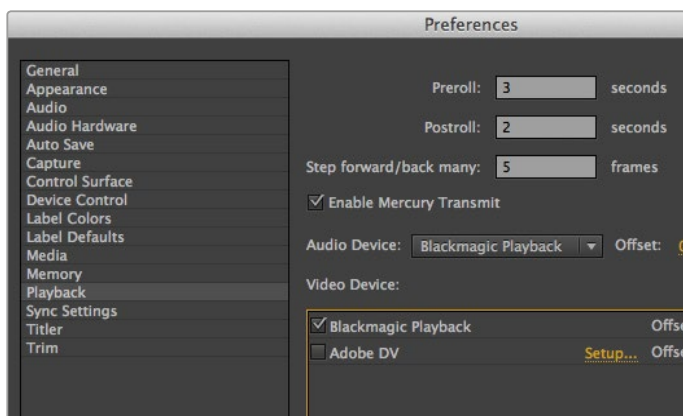 Preferences
General
Appearance
Audio
Audio Hardware
Auto Save
Capture
Control Surface
Device Control
Label Colors
Label Defaults
Media
Memory
Playback
Sync Settings
Titler
Trim
Preroll: 3 seconds
Postroll: 2 seconds
Step forward/back many: 5 frames
Enable Mercury Transmit
Audio Device: Blackmagic Playback Offset:
Video Device:
Blackmagic Playback
Adobe DV Setup...